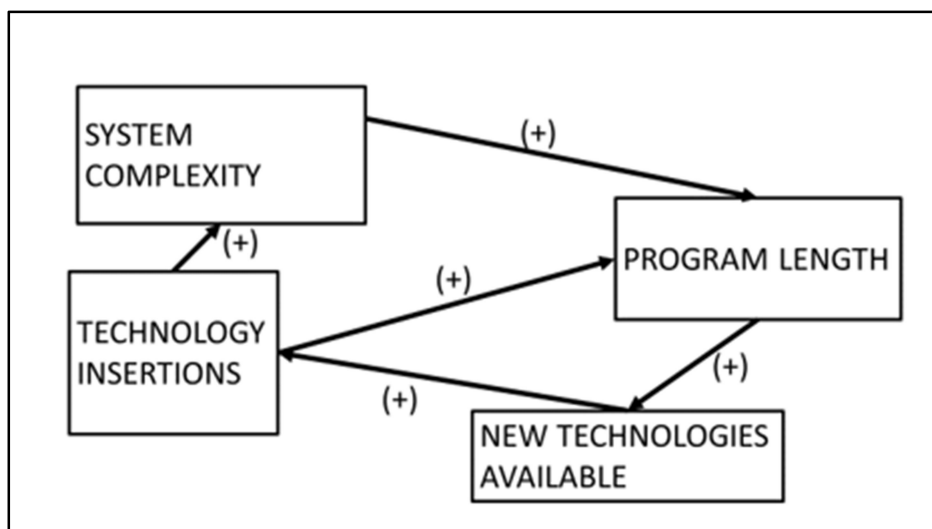 SYSTEM
COMPLEXITY
(+)
(+)
PROGRAM LENGTH
(+)
TECHNOLOGY
INSERTIONS
(+)
(+)
NEW TECHNOLOGIES
AVAILABLE